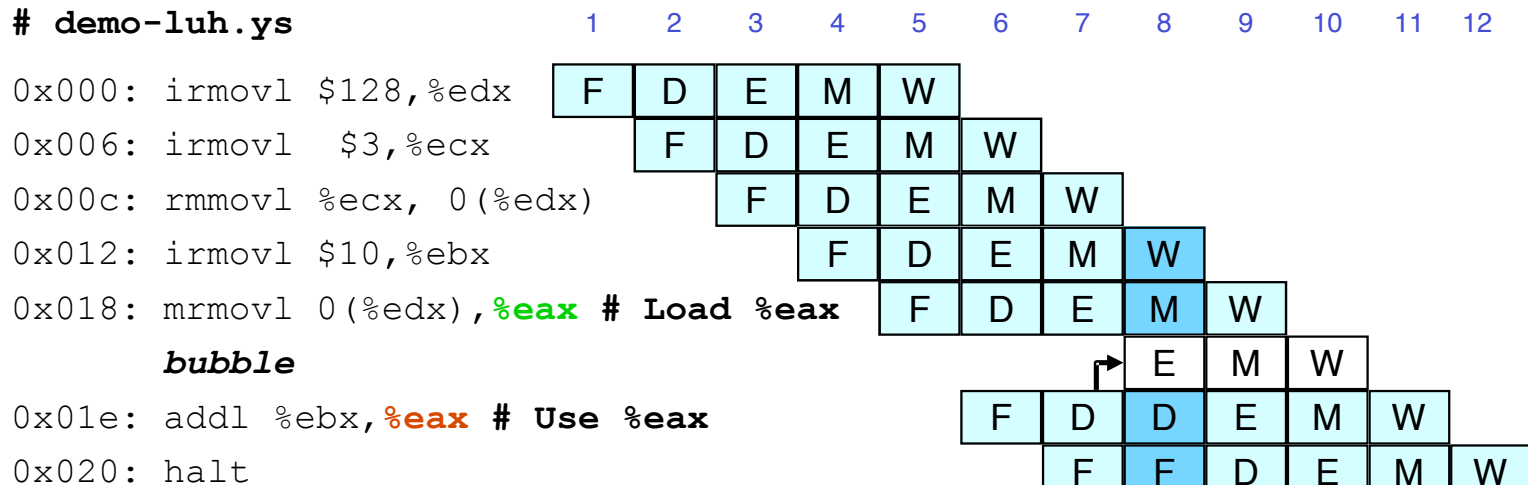 # demo-luh.ys 1 2 3 4 5 6 7 8 9 10 11 12
0x000: irmovl $128,%edx F D E M W
0x006: irmovl $3,%ecx F D E M W
0x00c: rmmovl %ecx, 0(%edx) F D E M W
0x012: irmovl $10,%ebx F D E M W
0x018: mrmovl 0(%edx),%eax # Load %eax F D E M W
bubble E M W
0x01e: addl %ebx,%eax # Use %eax F D D E M W
0x020: halt F F D E M W